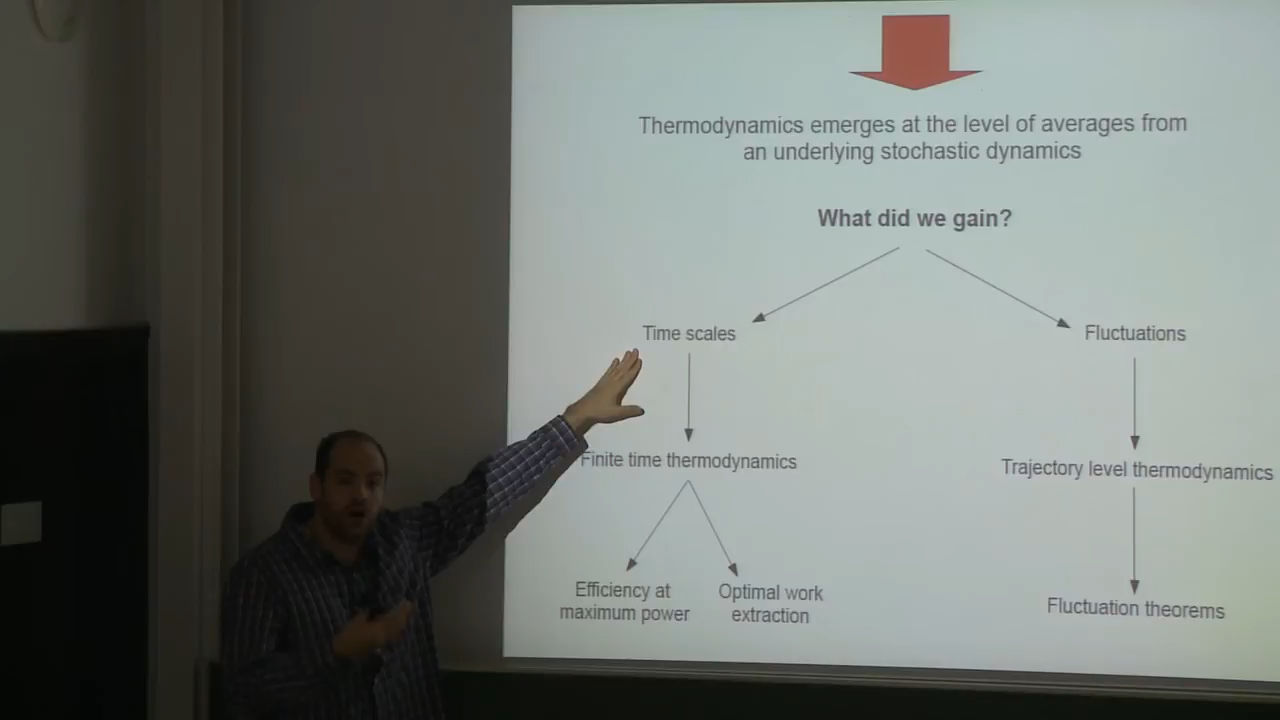 Thermodynamics emerges at the level of averages from
an underlying stochastic dynamics
What did we gain?
Time scales
Fluctuations
Finite time thermodynamics
Trajectory level thermodynamics
Efficiency at
maximum power
Optimal work
extraction
Fluctuation theorems